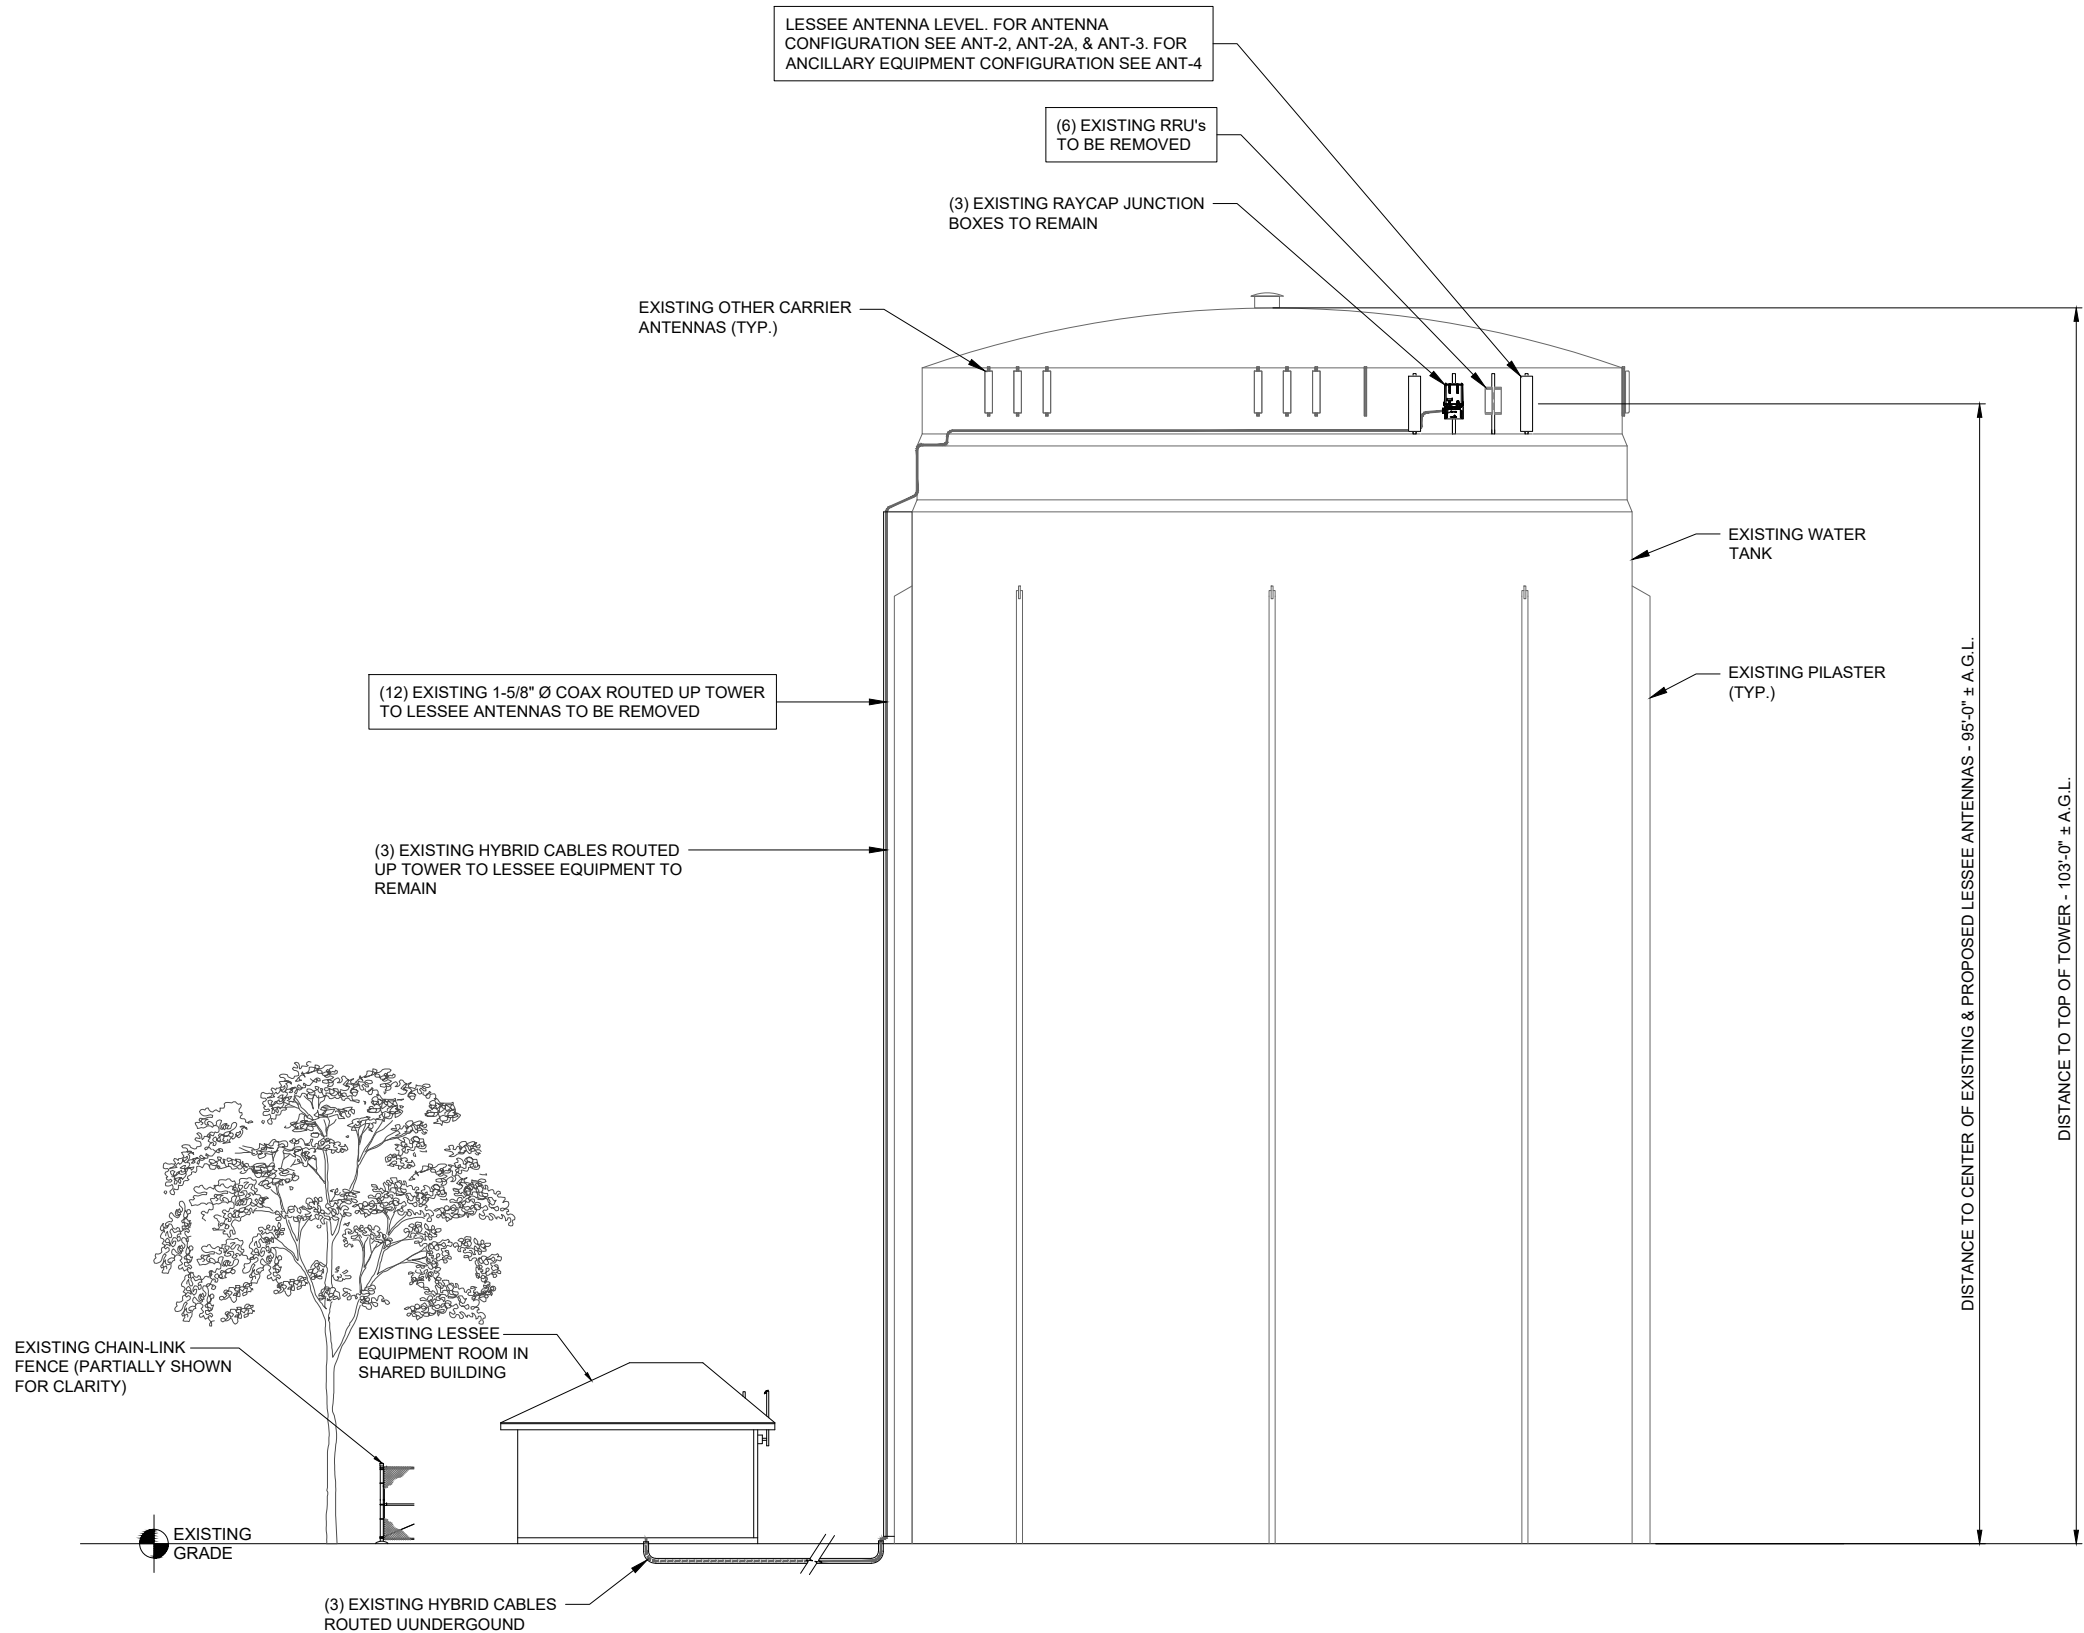 LESSEE ANTENNA LEVEL. FOR ANTENNA
CONFIGURATION SEE ANT-2, ANT-2A, & ANT-3. FOR
ANCILLARY EQUIPMENT CONFIGURATION SEE ANT-4
(6) EXISTING RRU's
TO BE REMOVED
(3) EXISTING RAYCAP JUNCTION
BOXES TO REMAIN
EXISTING OTHER CARRIER
ANTENNAS (TYP.)
EXISTING WATER
TANK
EXISTING PILASTER
(TYP.)
(12) EXISTING 1-5/8" Ø COAX ROUTED UP TOWER
TO LESSEE ANTENNAS TO BE REMOVED
(3) EXISTING HYBRID CABLES ROUTED
UP TOWER TO LESSEE EQUIPMENT TO
REMAIN
DISTANCE TO CENTER OF EXISTING & PROPOSED LESSEE ANTENNAS - 95'-0" ± A.G.L.
DISTANCE TO TOP OF TOWER - 103'-0" ± A.G.L.
EXISTING LESSEE
EQUIPMENT ROOM IN
SHARED BUILDING
EXISTING CHAIN-LINK
FENCE (PARTIALLY SHOWN
FOR CLARITY)
EXISTING
GRADE
(3) EXISTING HYBRID CABLES
ROUTED UUNDERGOUND